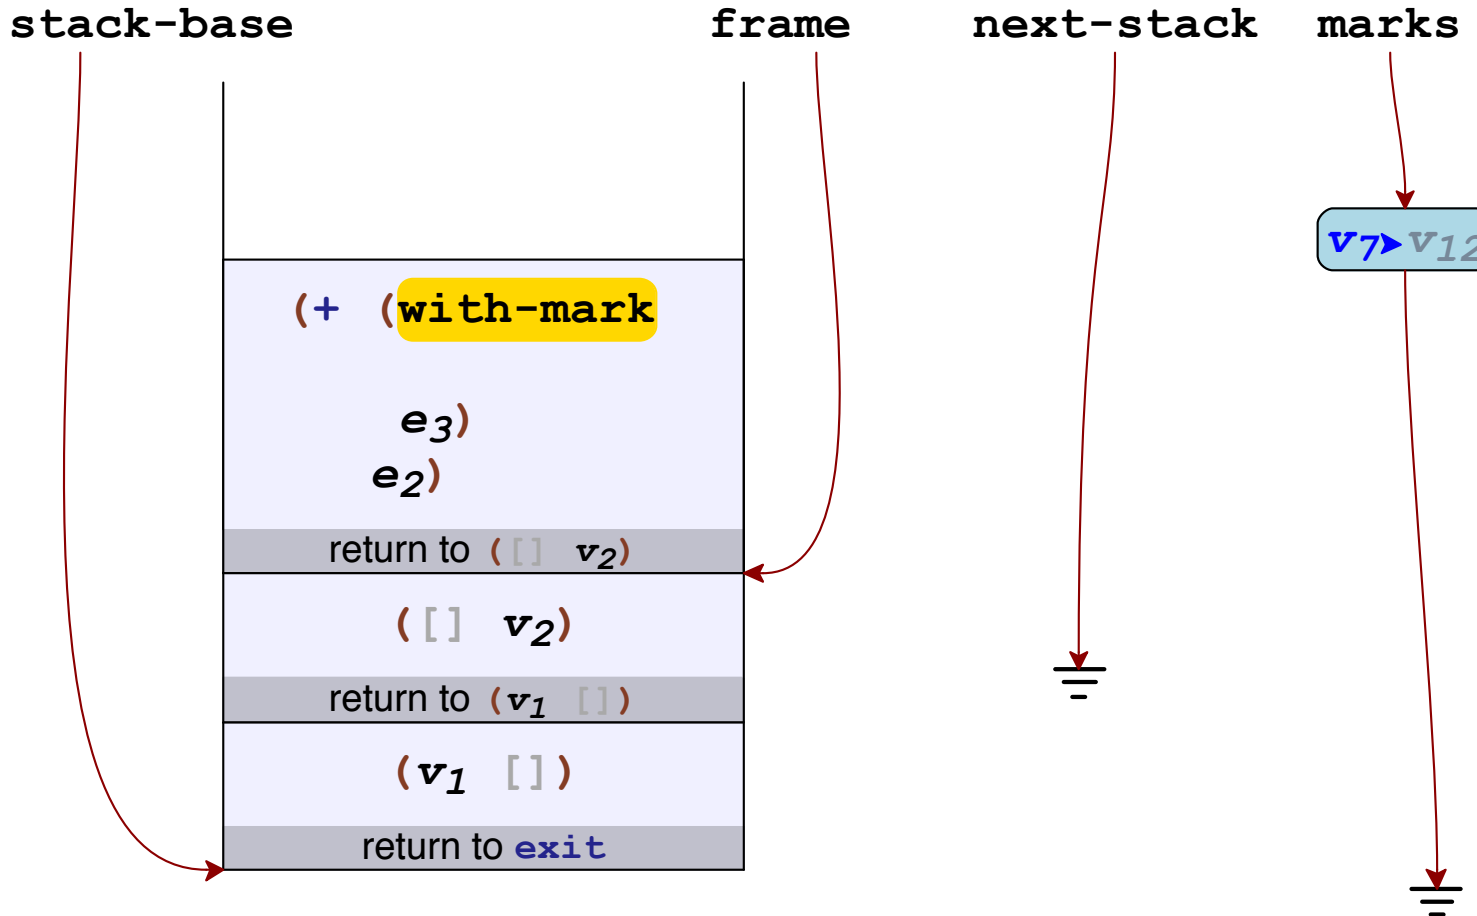 stack-base frame next-stack marks
v7➤v12
(+ (with-mark
e3)
e2)
return to ([] v2)
([] v2)
return to (v1 [])
(v1 [])
return to exit